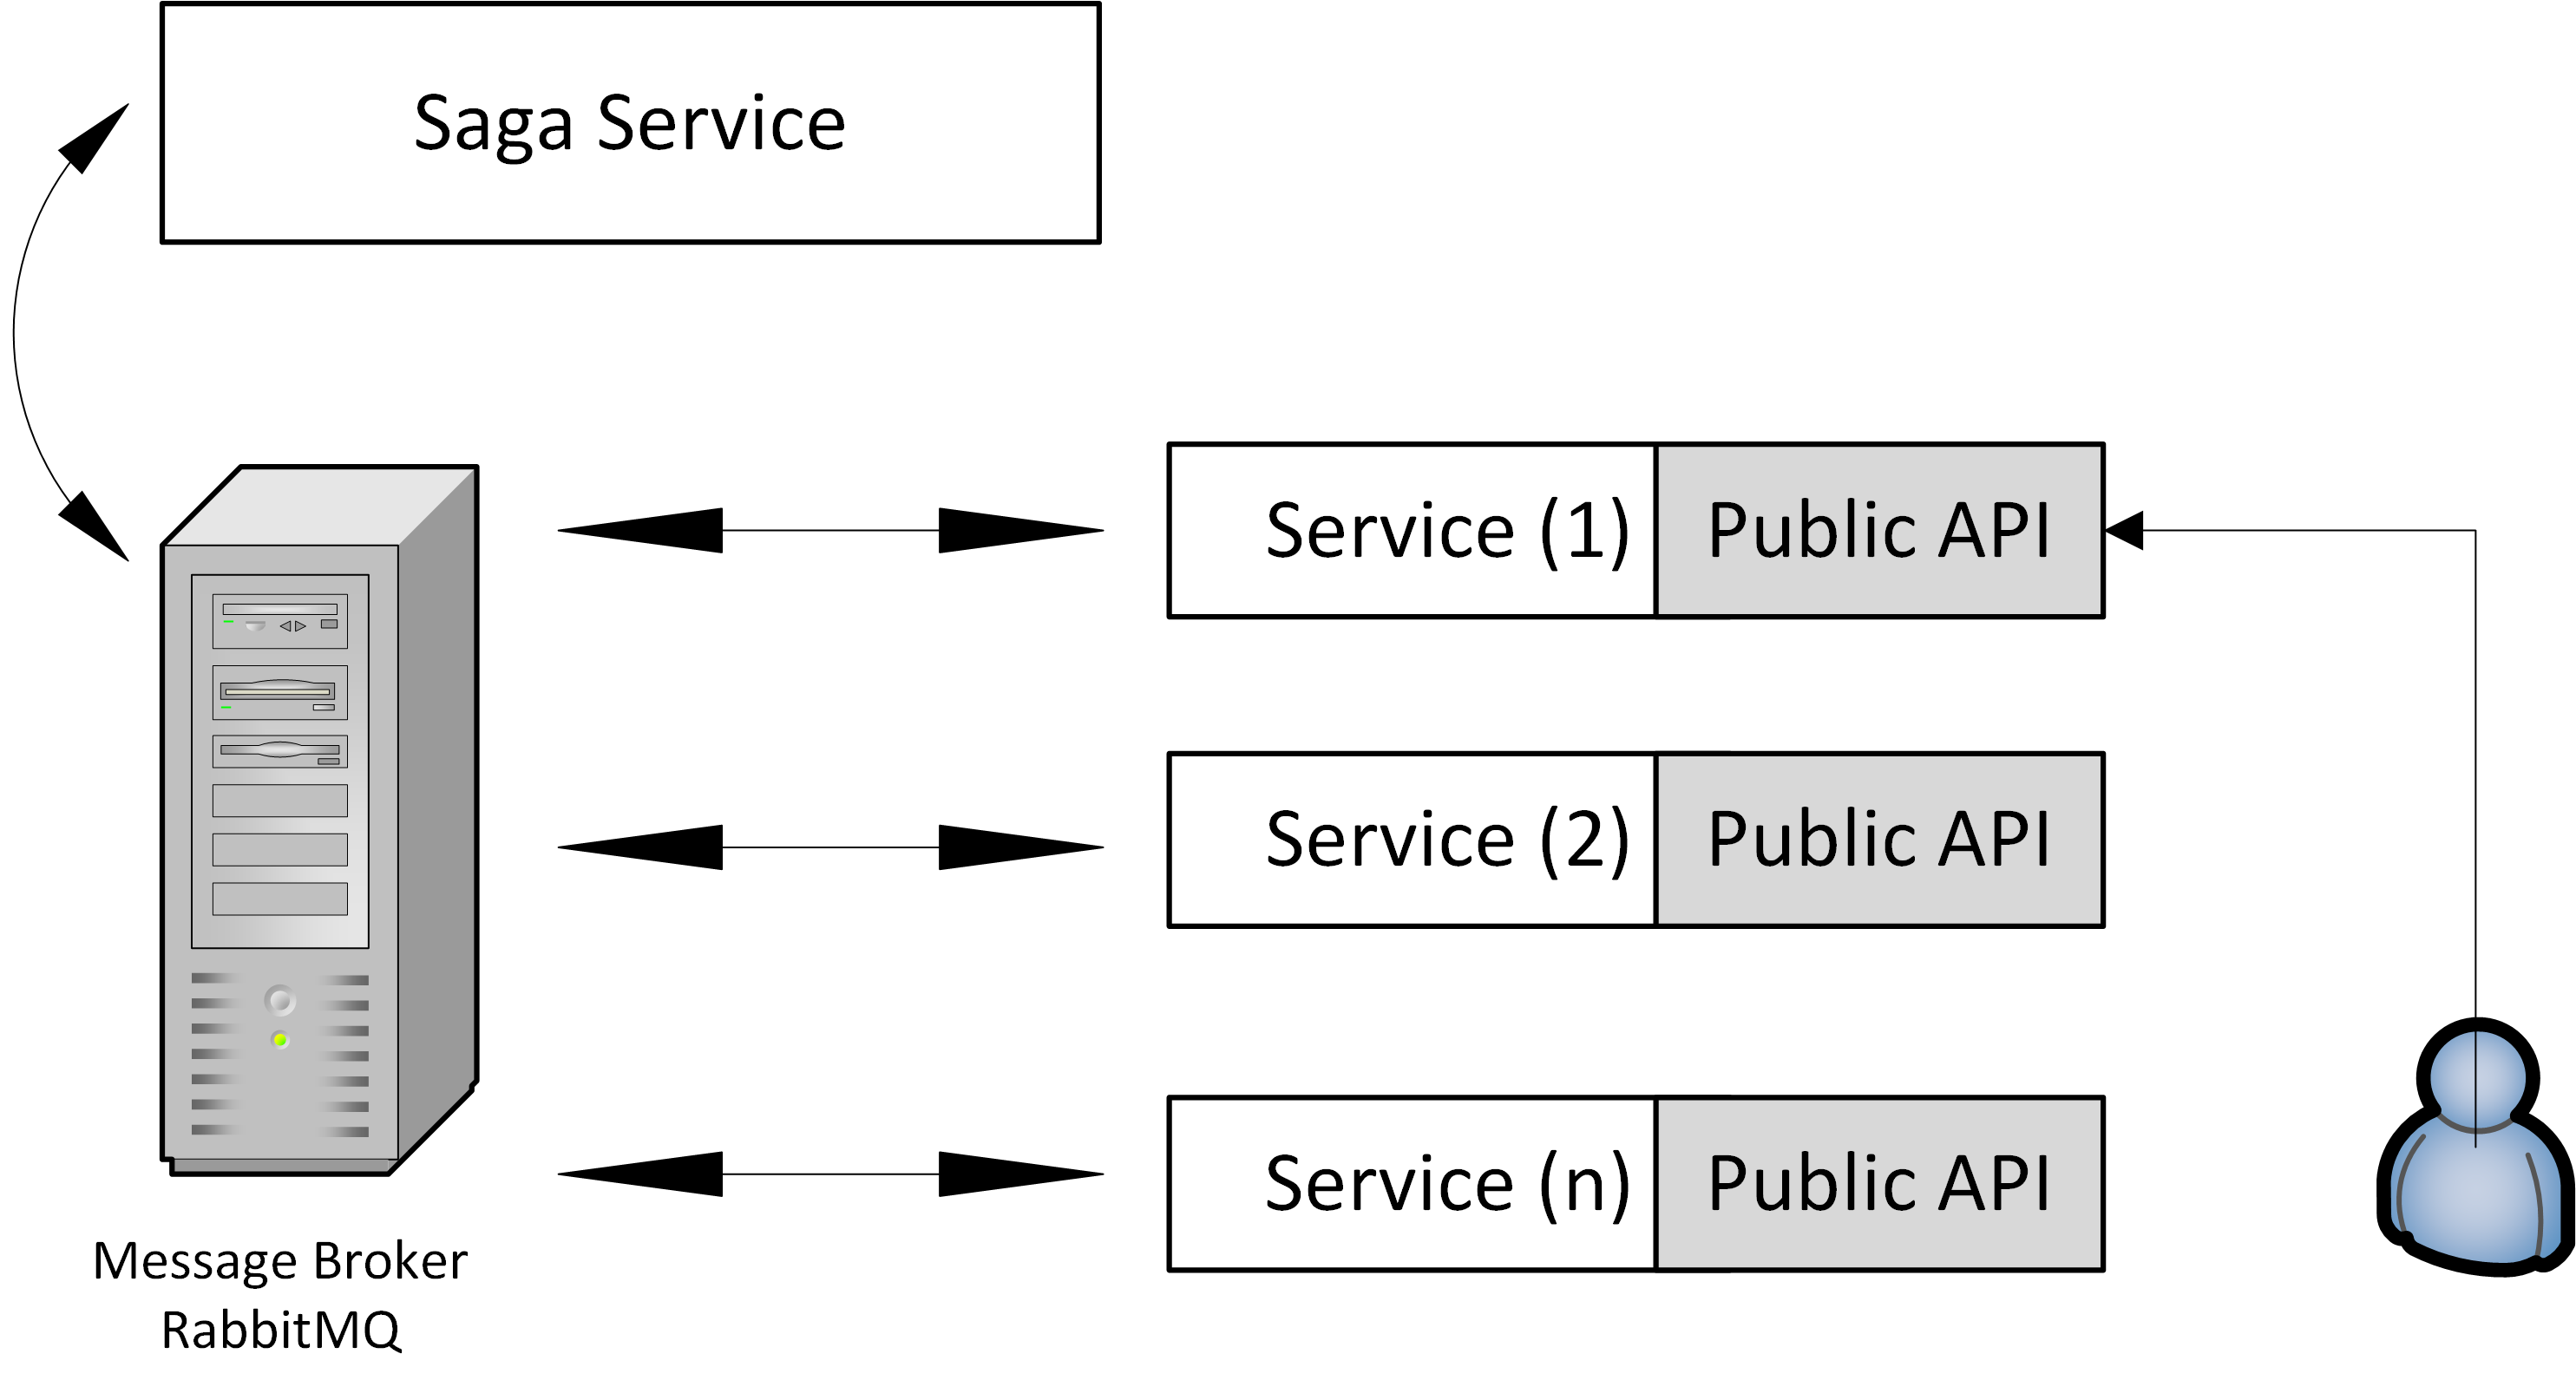 Saga Service
Service (1) Public API
Service (2) Public API
Service (n) Public API
Message Broker
RabbitMQ